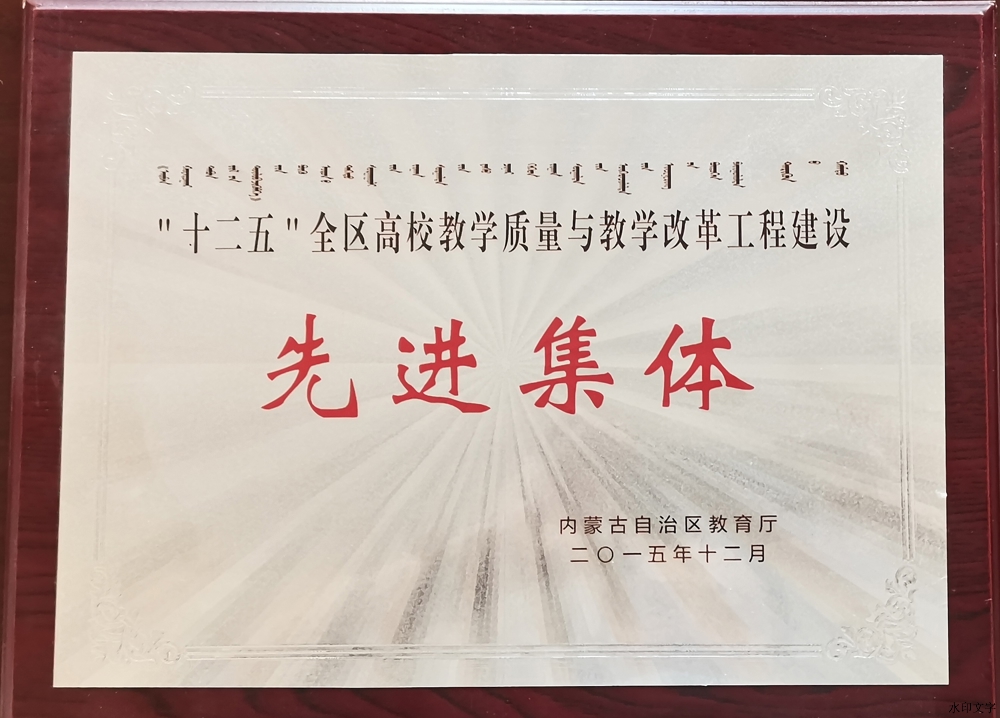 "十二五"全区高校教学质量与教学改革工程建设
先进集体
内蒙古自治区教育厅
二〇一五年十二月
水印文字